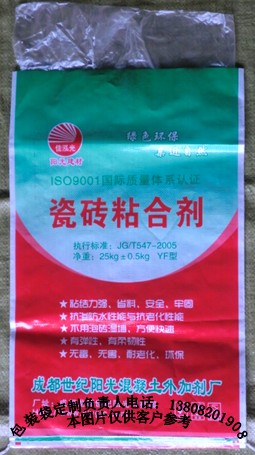 绿色环保
佳泓光
阳光建材
ISO9001国际质量体系认证
瓷砖粘合剂
执行标准：JG/T547-2005
净重：25kg±0.5kg YF型
★粘结力强、省料、安全、牢固
★抗渗防水性能与抗老化性能
★不用泡砖湿墙、方便快速
★有弹性、有柔韧性
★无毒、无害、耐老化、环保
成都世纪阳光混凝土外加剂厂
包装袋定制负责人电话：13808201908
本图片仅供客户参考